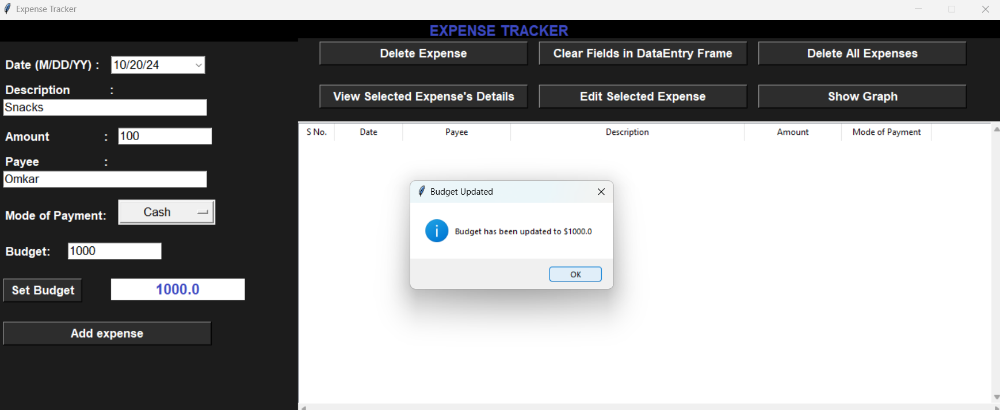 Expense Tracker
EXPENSE TRACKER
Date (M/DD/YY) : 10/20/24
Description :
Snacks
Amount : 100
Payee :
Omkar
Mode of Payment: Cash
Budget: 1000
Set Budget 1000.0
Add expense
Delete Expense Clear Fields in DataEntry Frame Delete All Expenses
View Selected Expense's Details Edit Selected Expense Show Graph
S No. Date Payee Description Amount Mode of Payment
Budget Updated
Budget has been updated to $1000.0
OK